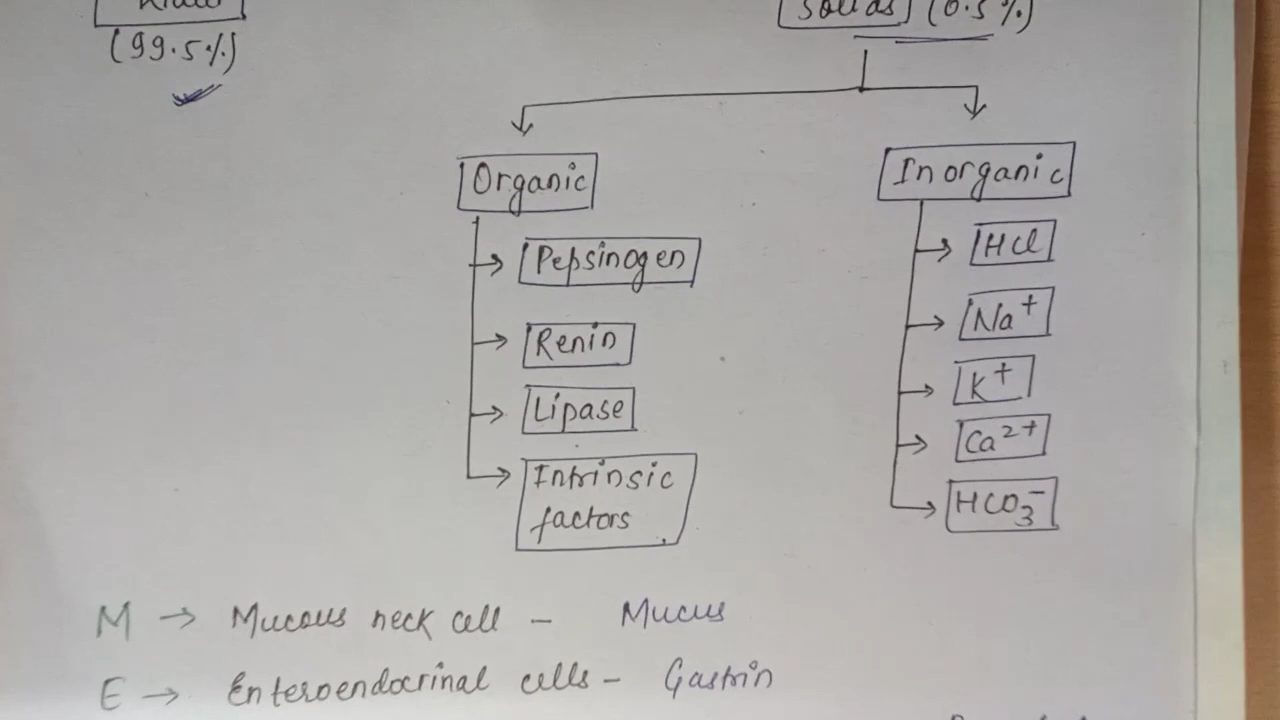 Solids (0.5%)
(99.5%)
Organic
Inorganic
Pepsinogen
HCl
Renin
Na+
Lipase
K+
Intrinsic
factors
Ca2+
HCO3-
M → Mucous neck cell - Mucus
E → Enteroendocrinal cells - Gastrin